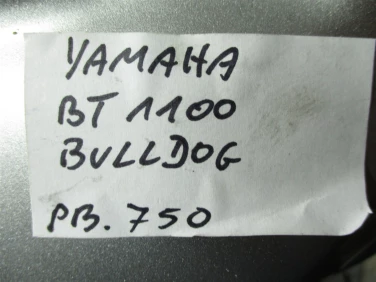 YAMAHA
BT 1100
BULLDOG
PB. 750